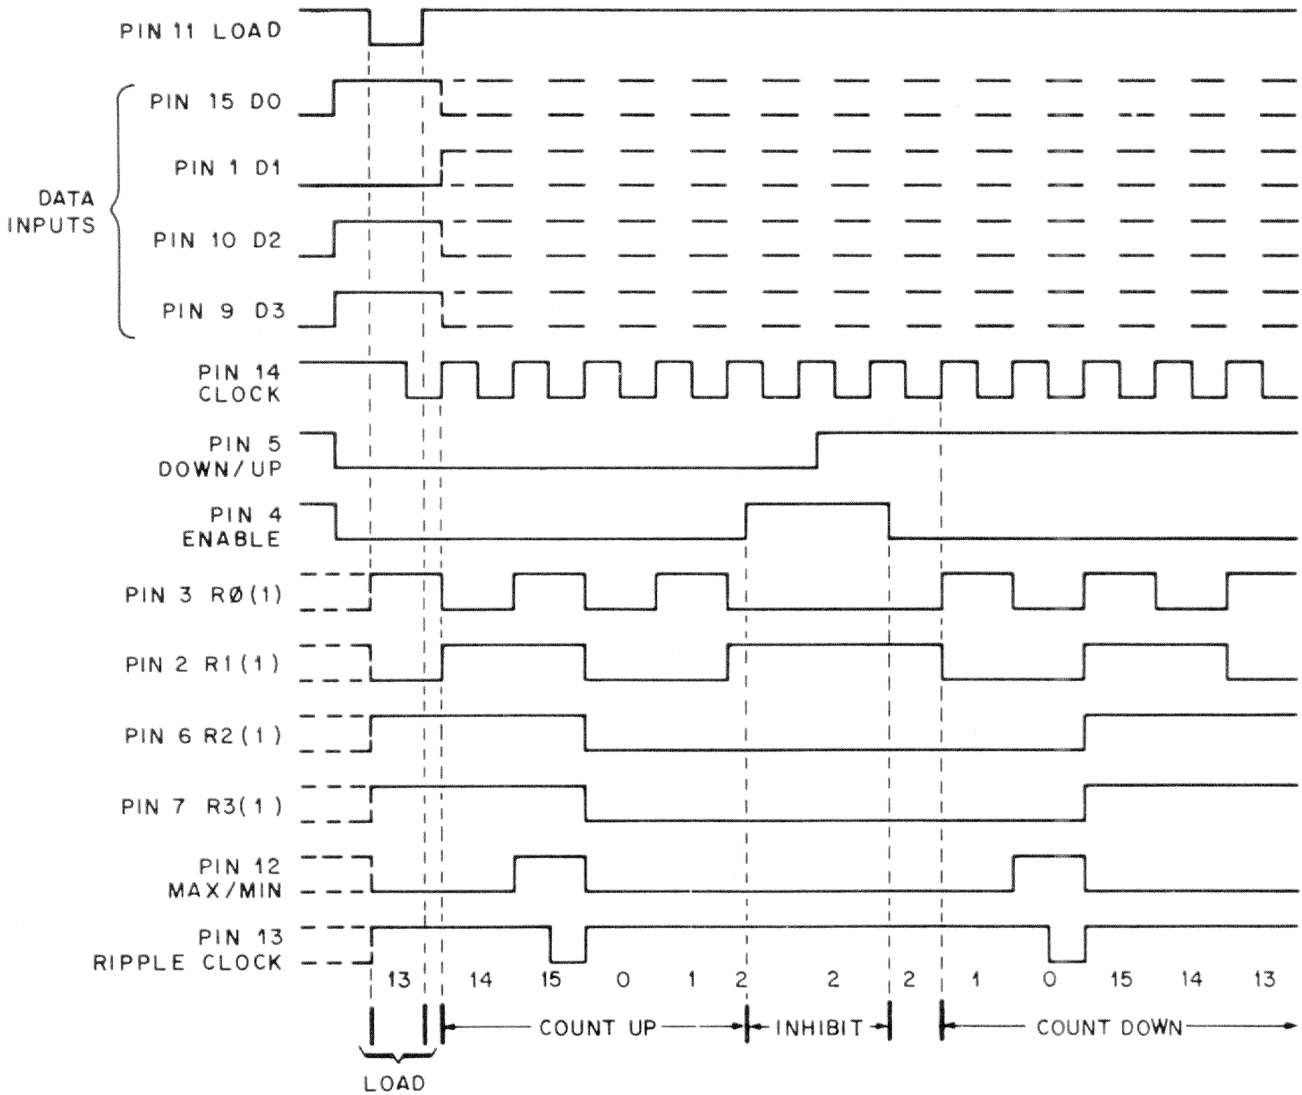 PIN 11 LOAD
PIN 15 D0
PIN 1 D1
DATA
INPUTS
PIN 10 D2
PIN 9 D3
PIN 14
CLOCK
PIN 5
DOWN/UP
PIN 4
ENABLE
PIN 3 RØ(1)
PIN 2 R1(1)
PIN 6 R2(1)
PIN 7 R3(1)
PIN 12
MAX/MIN
PIN 13
RIPPLE CLOCK
13 14 15 0 1 2 2 2 1 0 15 14 13
COUNT UP INHIBIT COUNT DOWN
LOAD